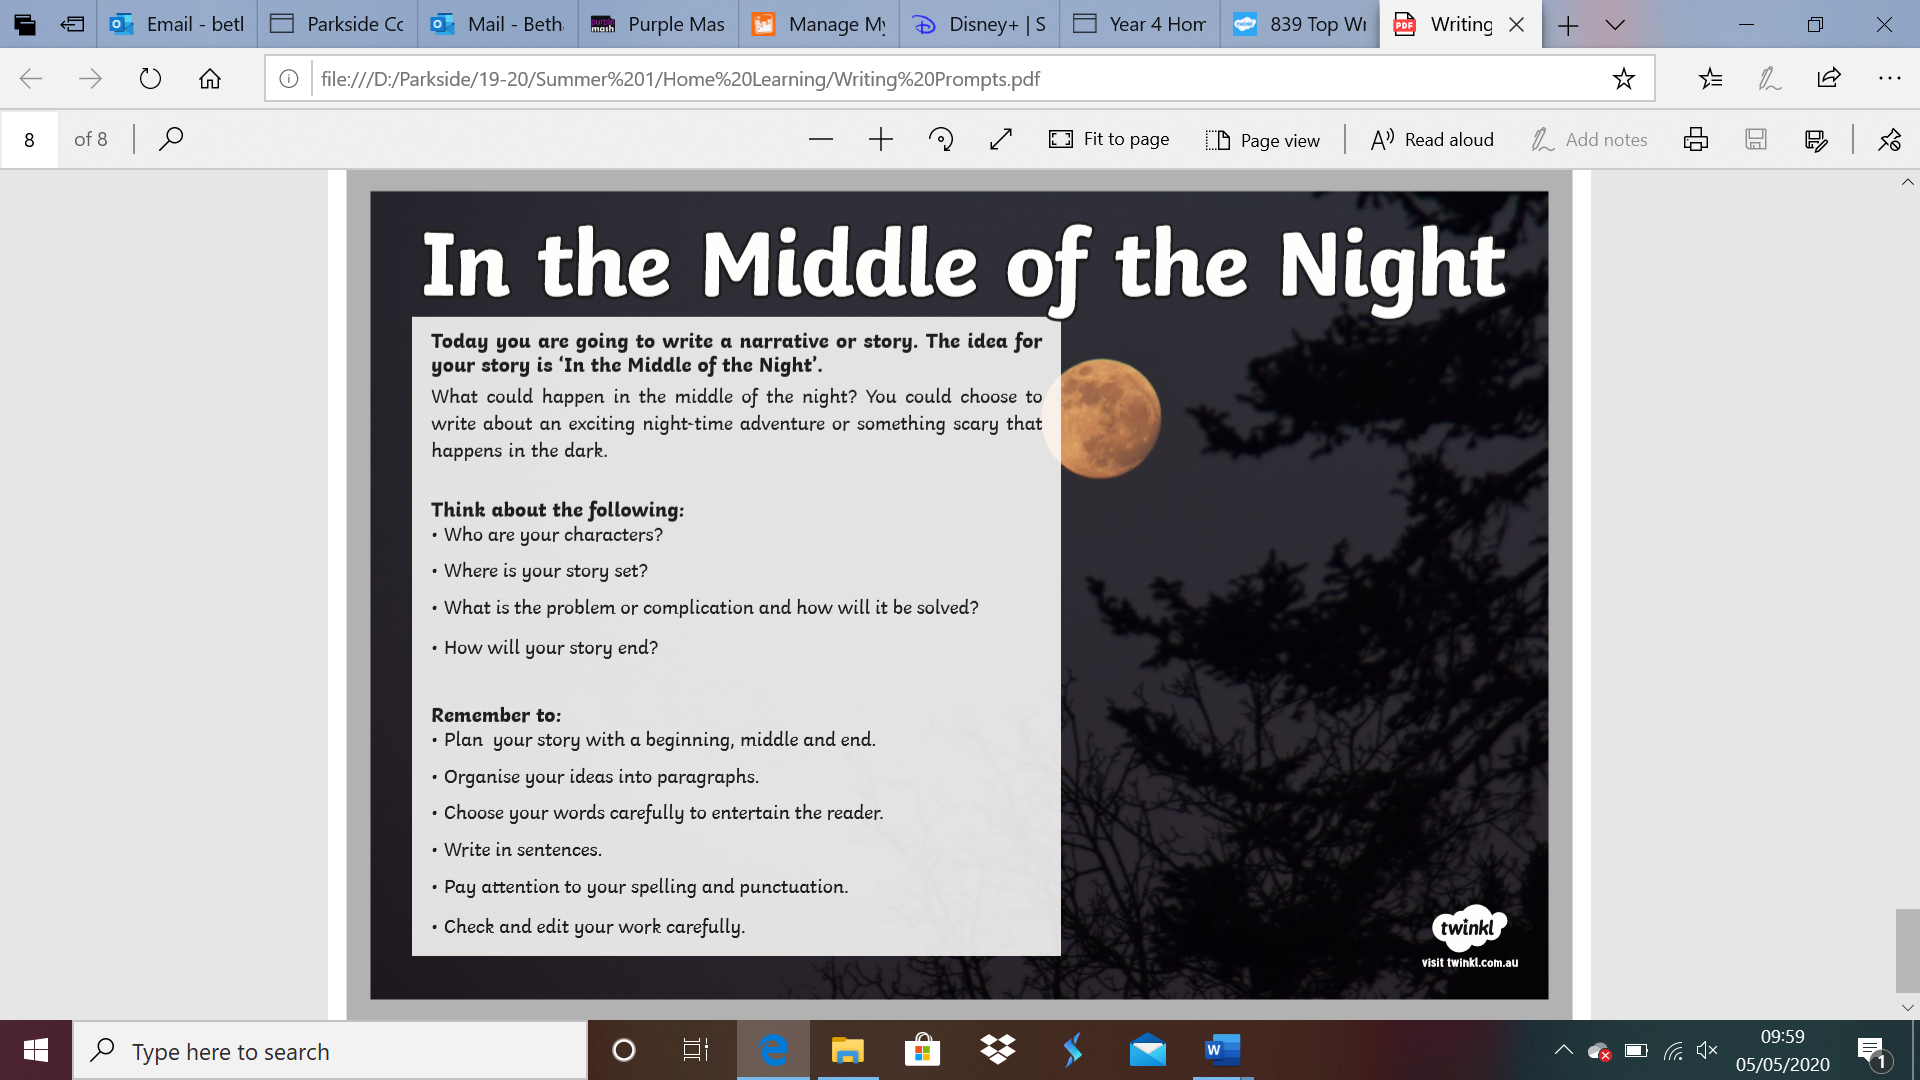 Email - betl
Parkside Cc
Mail - Beth
Purple Mas
Manage My
Disney+ | S
Year 4 Hom
839 Top Wr
Writing
file:///D:/Parkside/19-20/Summer%201/Home%20Learning/Writing%20Prompts.pdf
8 of 8
Fit to page
Page view
Read aloud
Add notes
In the Middle of the Night
Today you are going to write a narrative or story. The idea for
your story is ‘In the Middle of the Night’.
What could happen in the middle of the night? You could choose to
write about an exciting night-time adventure or something scary that
happens in the dark.
Think about the following:
• Who are your characters?
• Where is your story set?
• What is the problem or complication and how will it be solved?
• How will your story end?
Remember to:
• Plan your story with a beginning, middle and end.
• Organise your ideas into paragraphs.
• Choose your words carefully to entertain the reader.
• Write in sentences.
• Pay attention to your spelling and punctuation.
• Check and edit your work carefully.
twinkl
visit twinkl.com.au
Type here to search
09:59
05/05/2020
1